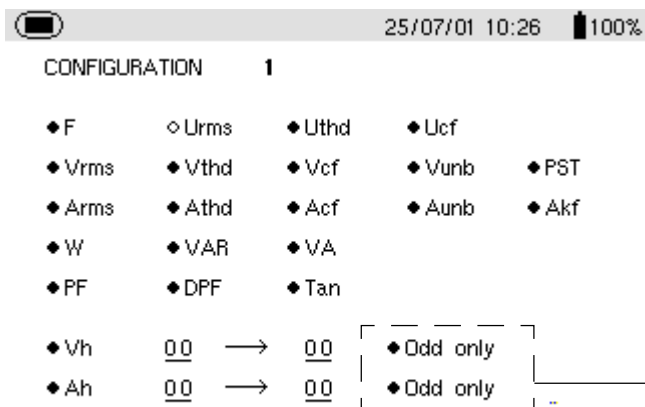 25/07/01 10:26 100%
CONFIGURATION 1
F Urms Uthd Ucf
Vrms Vthd Vcf Vunb PST
Arms Athd Acf Aunb Akf
W VAR VA
PF DPF Tan
Vh 00 → 00 Odd only
Ah 00 → 00 Odd only